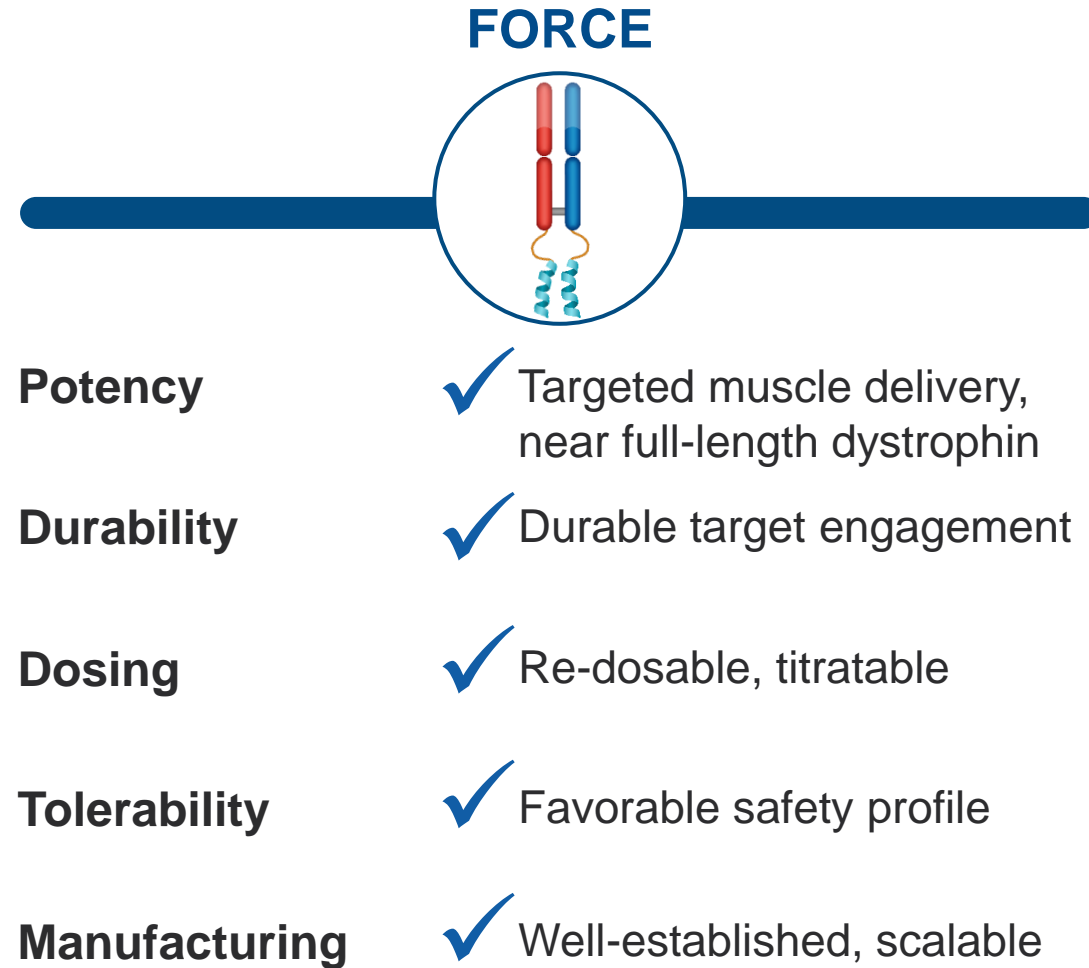 FORCE
Potency
Targeted muscle delivery,
near full-length dystrophin
Durability
Durable target engagement
Dosing
Re-dosable, titratable
Tolerability
Favorable safety profile
Manufacturing
Well-established, scalable